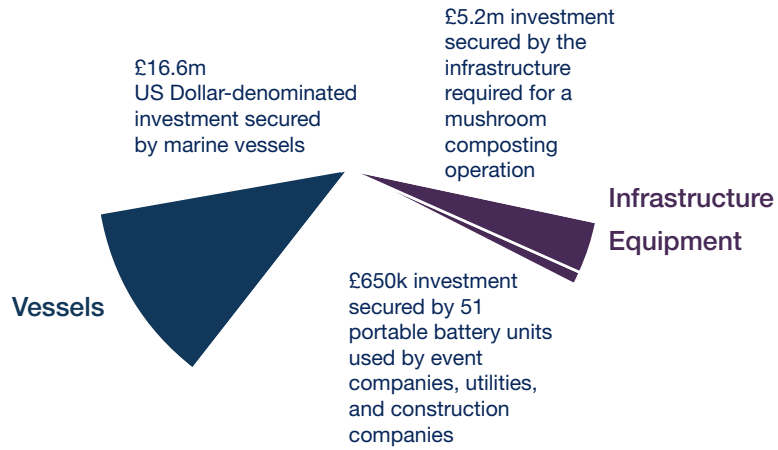 £16.6m
US Dollar-denominated
investment secured
by marine vessels
£5.2m investment
secured by the
infrastructure
required for a
mushroom
composting
operation
Infrastructure
Equipment
Vessels
£650k investment
secured by 51
portable battery units
used by event
companies, utilities,
and construction
companies